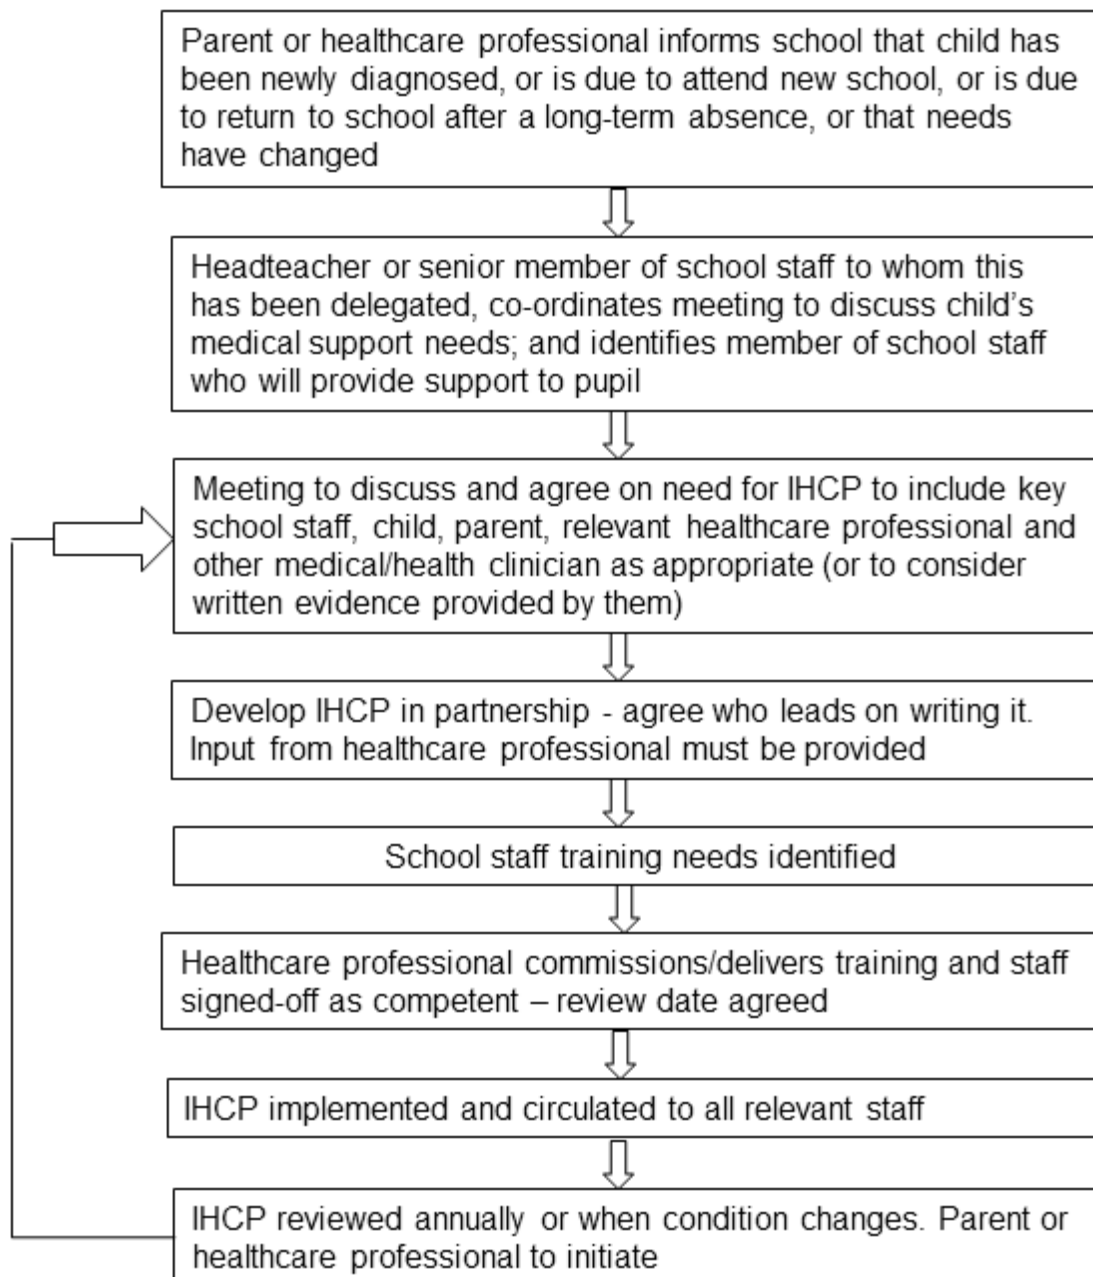 Parent or healthcare professional informs school that child has
been newly diagnosed, or is due to attend new school, or is due
to return to school after a long-term absence, or that needs
have changed
Headteacher or senior member of school staff to whom this
has been delegated, co-ordinates meeting to discuss child's
medical support needs; and identifies member of school staff
who will provide support to pupil
Meeting to discuss and agree on need for IHCP to include key
school staff, child, parent, relevant healthcare professional and
other medical/health clinician as appropriate (or to consider
written evidence provided by them)
Develop IHCP in partnership - agree who leads on writing it.
Input from healthcare professional must be provided
School staff training needs identified
Healthcare professional commissions/delivers training and staff
signed-off as competent – review date agreed
IHCP implemented and circulated to all relevant staff
IHCP reviewed annually or when condition changes. Parent or
healthcare professional to initiate